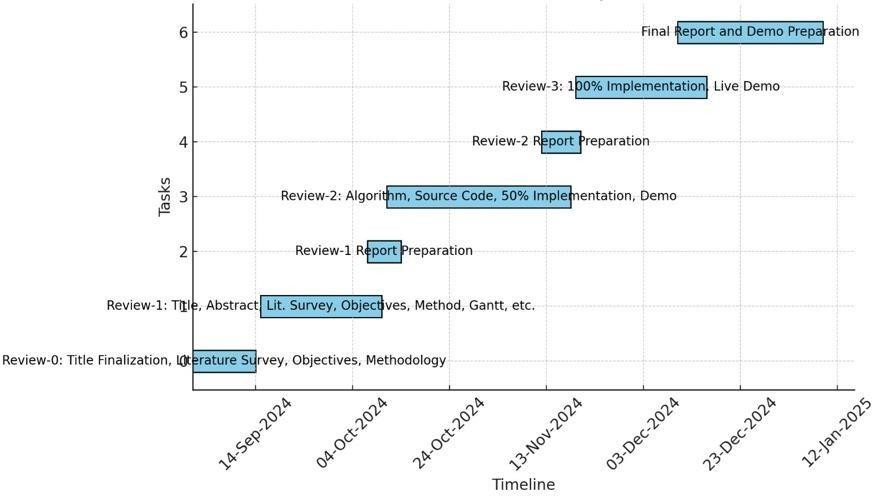 6
Final Report and Demo Preparation
5
Review-3: 100% Implementation, Live Demo
4
Review-2 Report Preparation
3
Review-2: Algorithm, Source Code, 50% Implementation, Demo
2
Review-1 Report Preparation
1
Review-1: Title, Abstract, Lit. Survey, Objectives, Method, Gantt, etc.
0
Review-0: Title Finalization, Literature Survey, Objectives, Methodology
Tasks
14-Sep-2024
04-Oct-2024
24-Oct-2024
13-Nov-2024
03-Dec-2024
23-Dec-2024
12-Jan-2025
Timeline